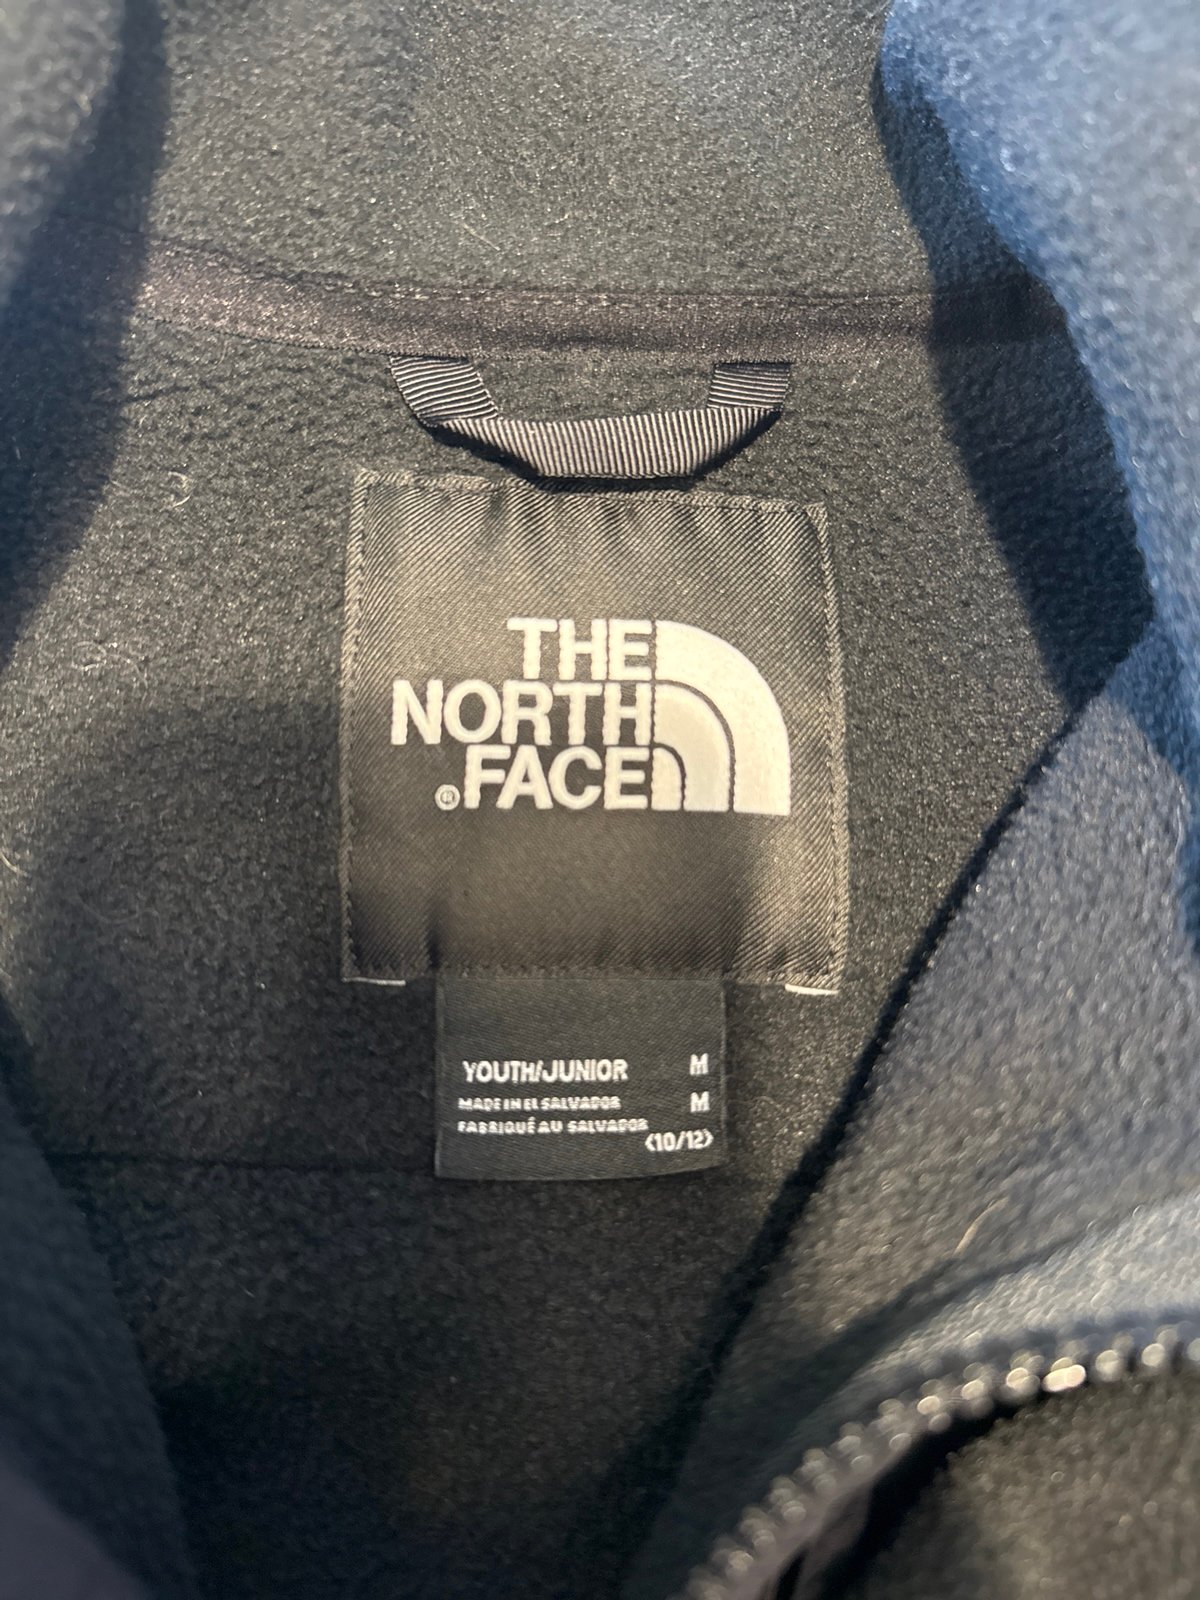 THE
NORTH
®FACE
YOUTH/JUNIOR M
MADE IN EL SALVADOR M
FABRIQUÉ AU SALVADOR
(10/12)